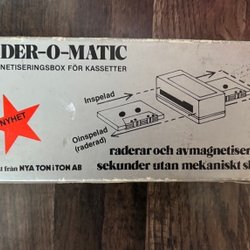 DER-O-MATIC
NETISERINGSBOX FÖR KASSETTER
NYHET
Inspelad
Oinspelad
(raderad)
raderar och avmagnetiser
sekunder utan mekaniskt sl
t från NYA TON i TON AB